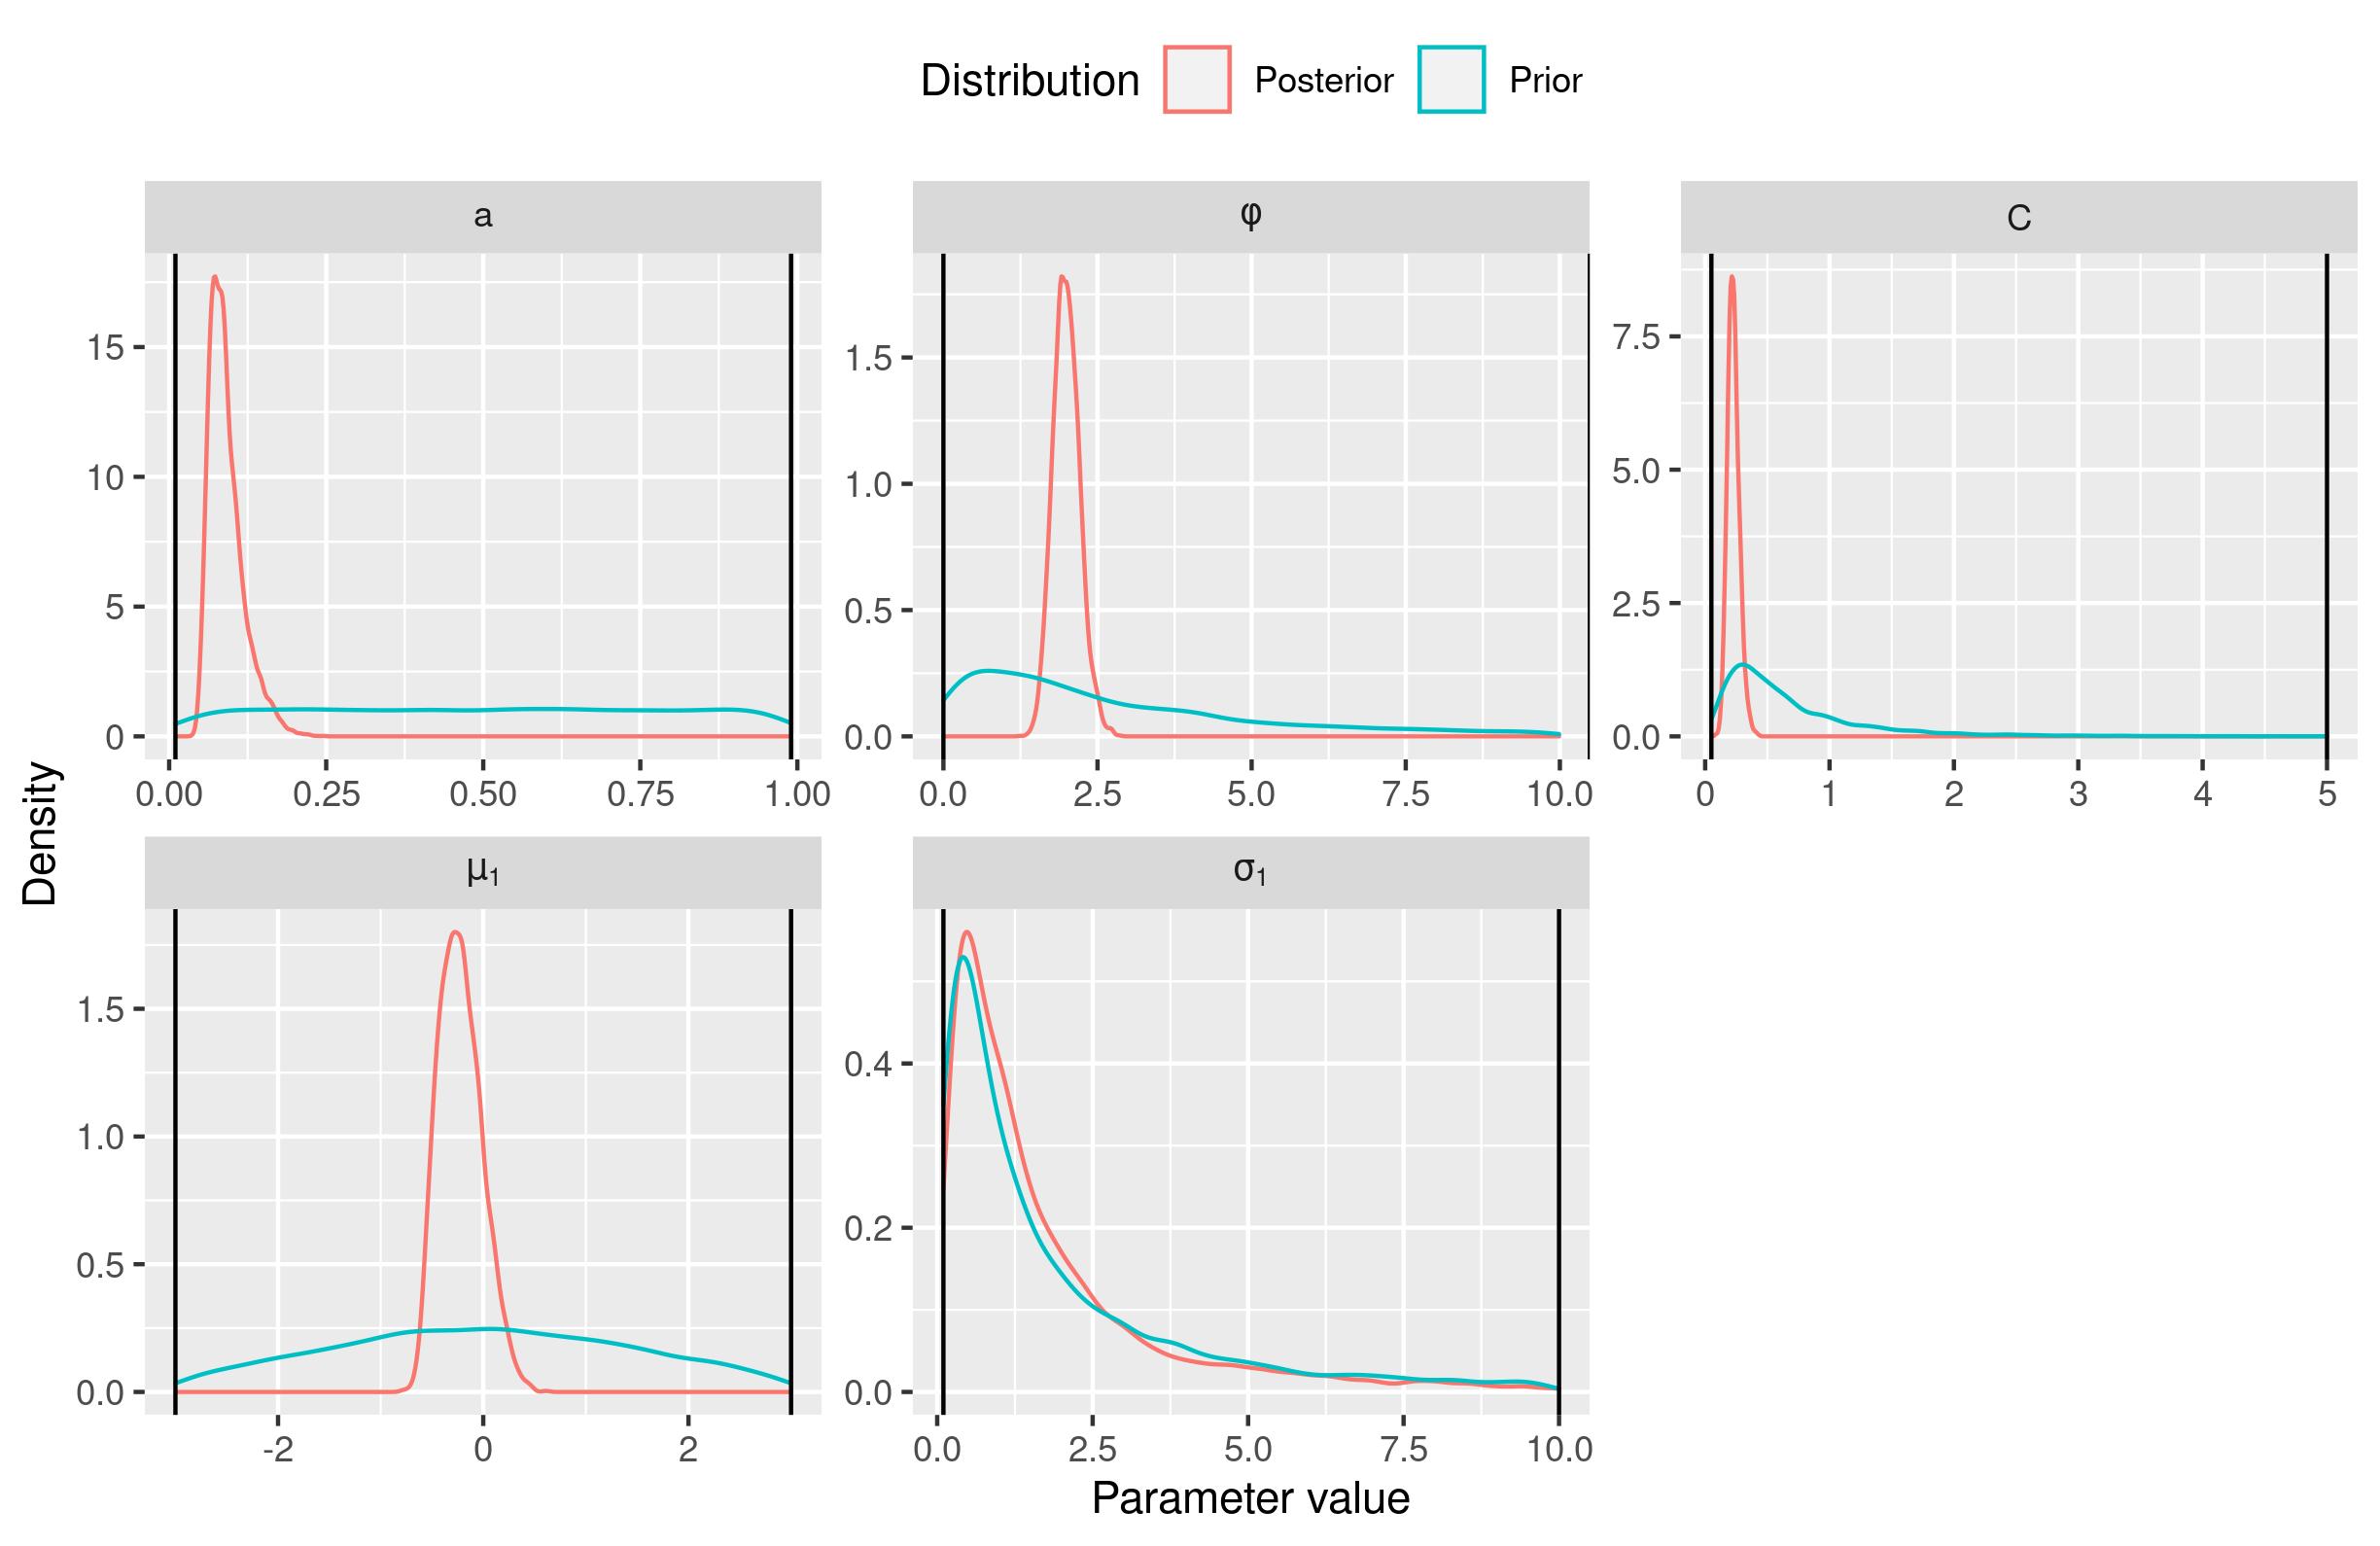 Distribution Posterior Prior
a φ C
15
10
5
0
0.00 0.25 0.50 0.75 1.00
1.5
1.0
0.5
0.0
0.0 2.5 5.0 7.5 10.0
7.5
5.0
2.5
0.0
0 1 2 3 4 5
Density
μ₁ σ₁
1.5
1.0
0.5
0.0
-2 0 2
0.4
0.2
0.0
0.0 2.5 5.0 7.5 10.0
Parameter value